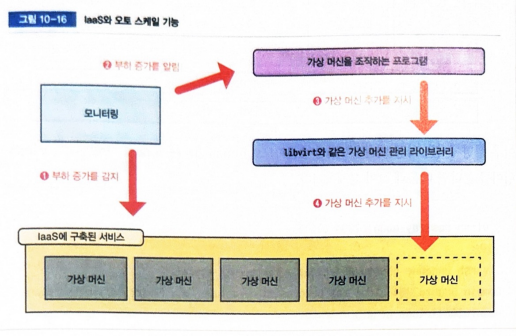 그림 10-16 IaaS와 오토 스케일 기능
❷ 부하 증가를 알림
가상 머신을 조작하는 프로그램
모니터링
❸ 가상 머신 추가를 지시
libvirt와 같은 가상 머신 관리 라이브러리
❶ 부하 증가를 감지
❹ 가상 머신 추가를 지시
IaaS에 구축된 서비스
가상 머신 가상 머신 가상 머신 가상 머신 가상 머신